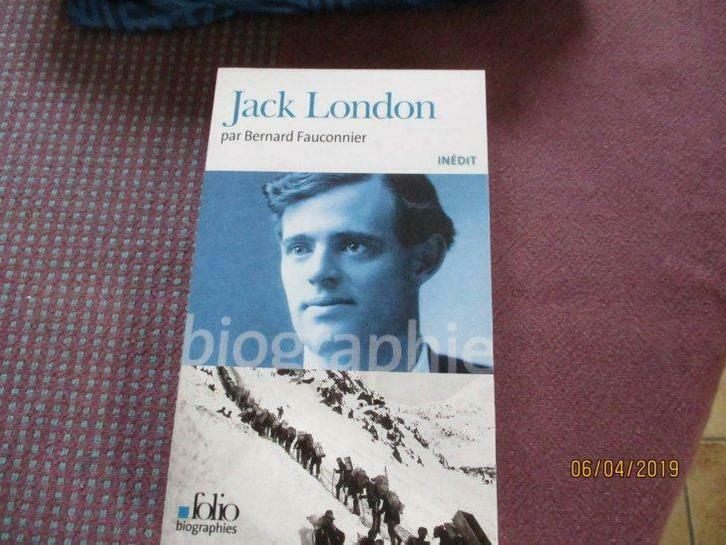 Jack London
par Bernard Fauconnier
INÉDIT
biographie
folio
biographies
06/04/2019